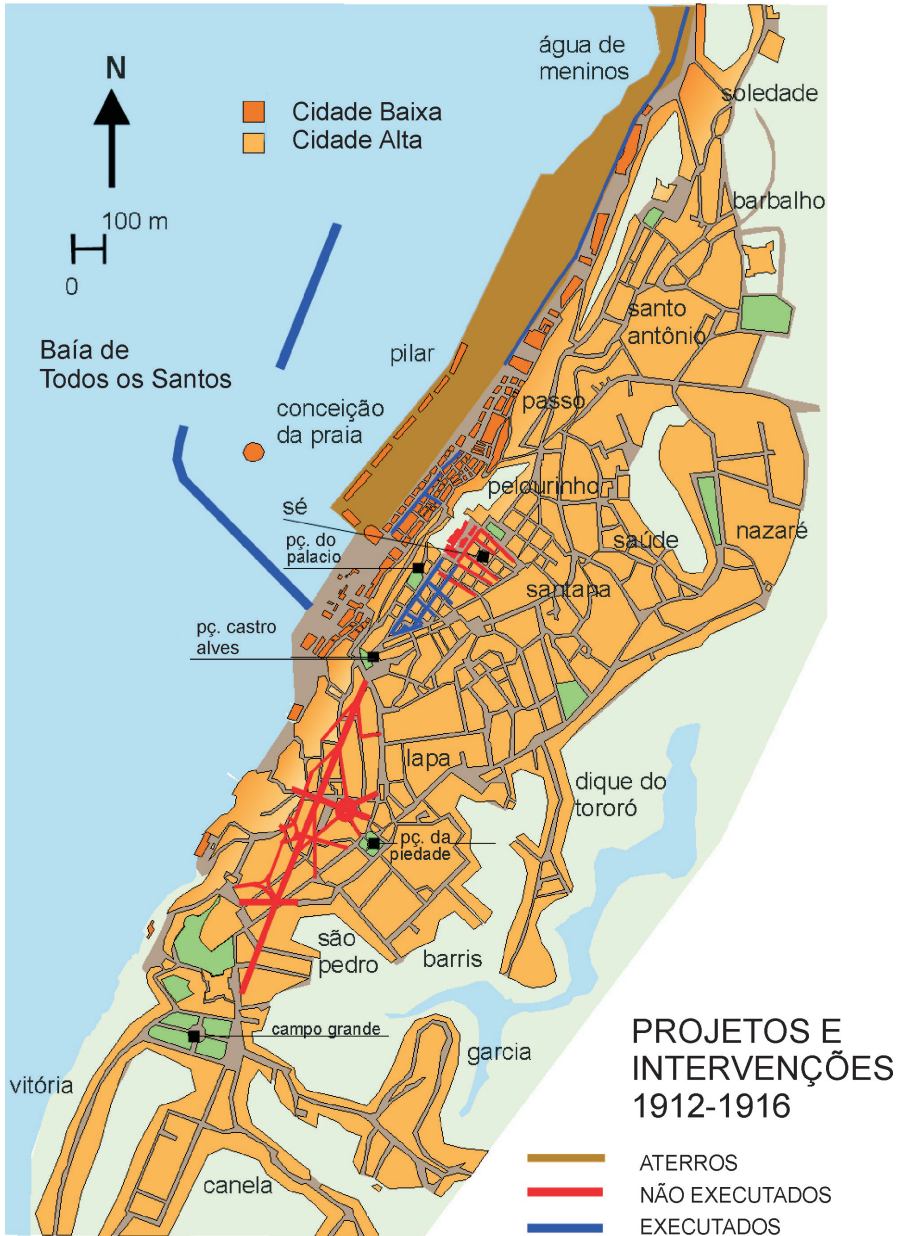 água de
meninos
N
soledade
Cidade Baixa
Cidade Alta
barbalho
100 m
0
santo
antônio
Baía de
Todos os Santos
pilar
conceição
da praia
passo
pelourinho
sé
pç. do
palacio
saúde
nazaré
santana
pç. castro
alves
lapa
dique do
tororó
pç. da
piedade
são
pedro
barris
campo grande
garcia
vitória
canela
PROJETOS E
INTERVENÇÕES
1912-1916
ATERROS
NÃO EXECUTADOS
EXECUTADOS